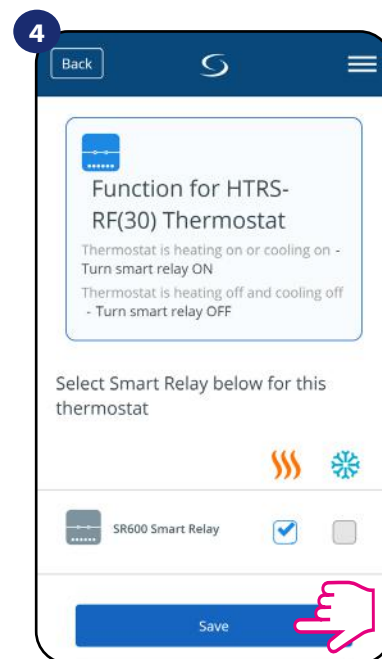 4
Back
Function for HTRS-
RF(30) Thermostat
Thermostat is heating on or cooling on -
Turn smart relay ON
Thermostat is heating off and cooling off
- Turn smart relay OFF
Select Smart Relay below for this
thermostat
SR600 Smart Relay
Save